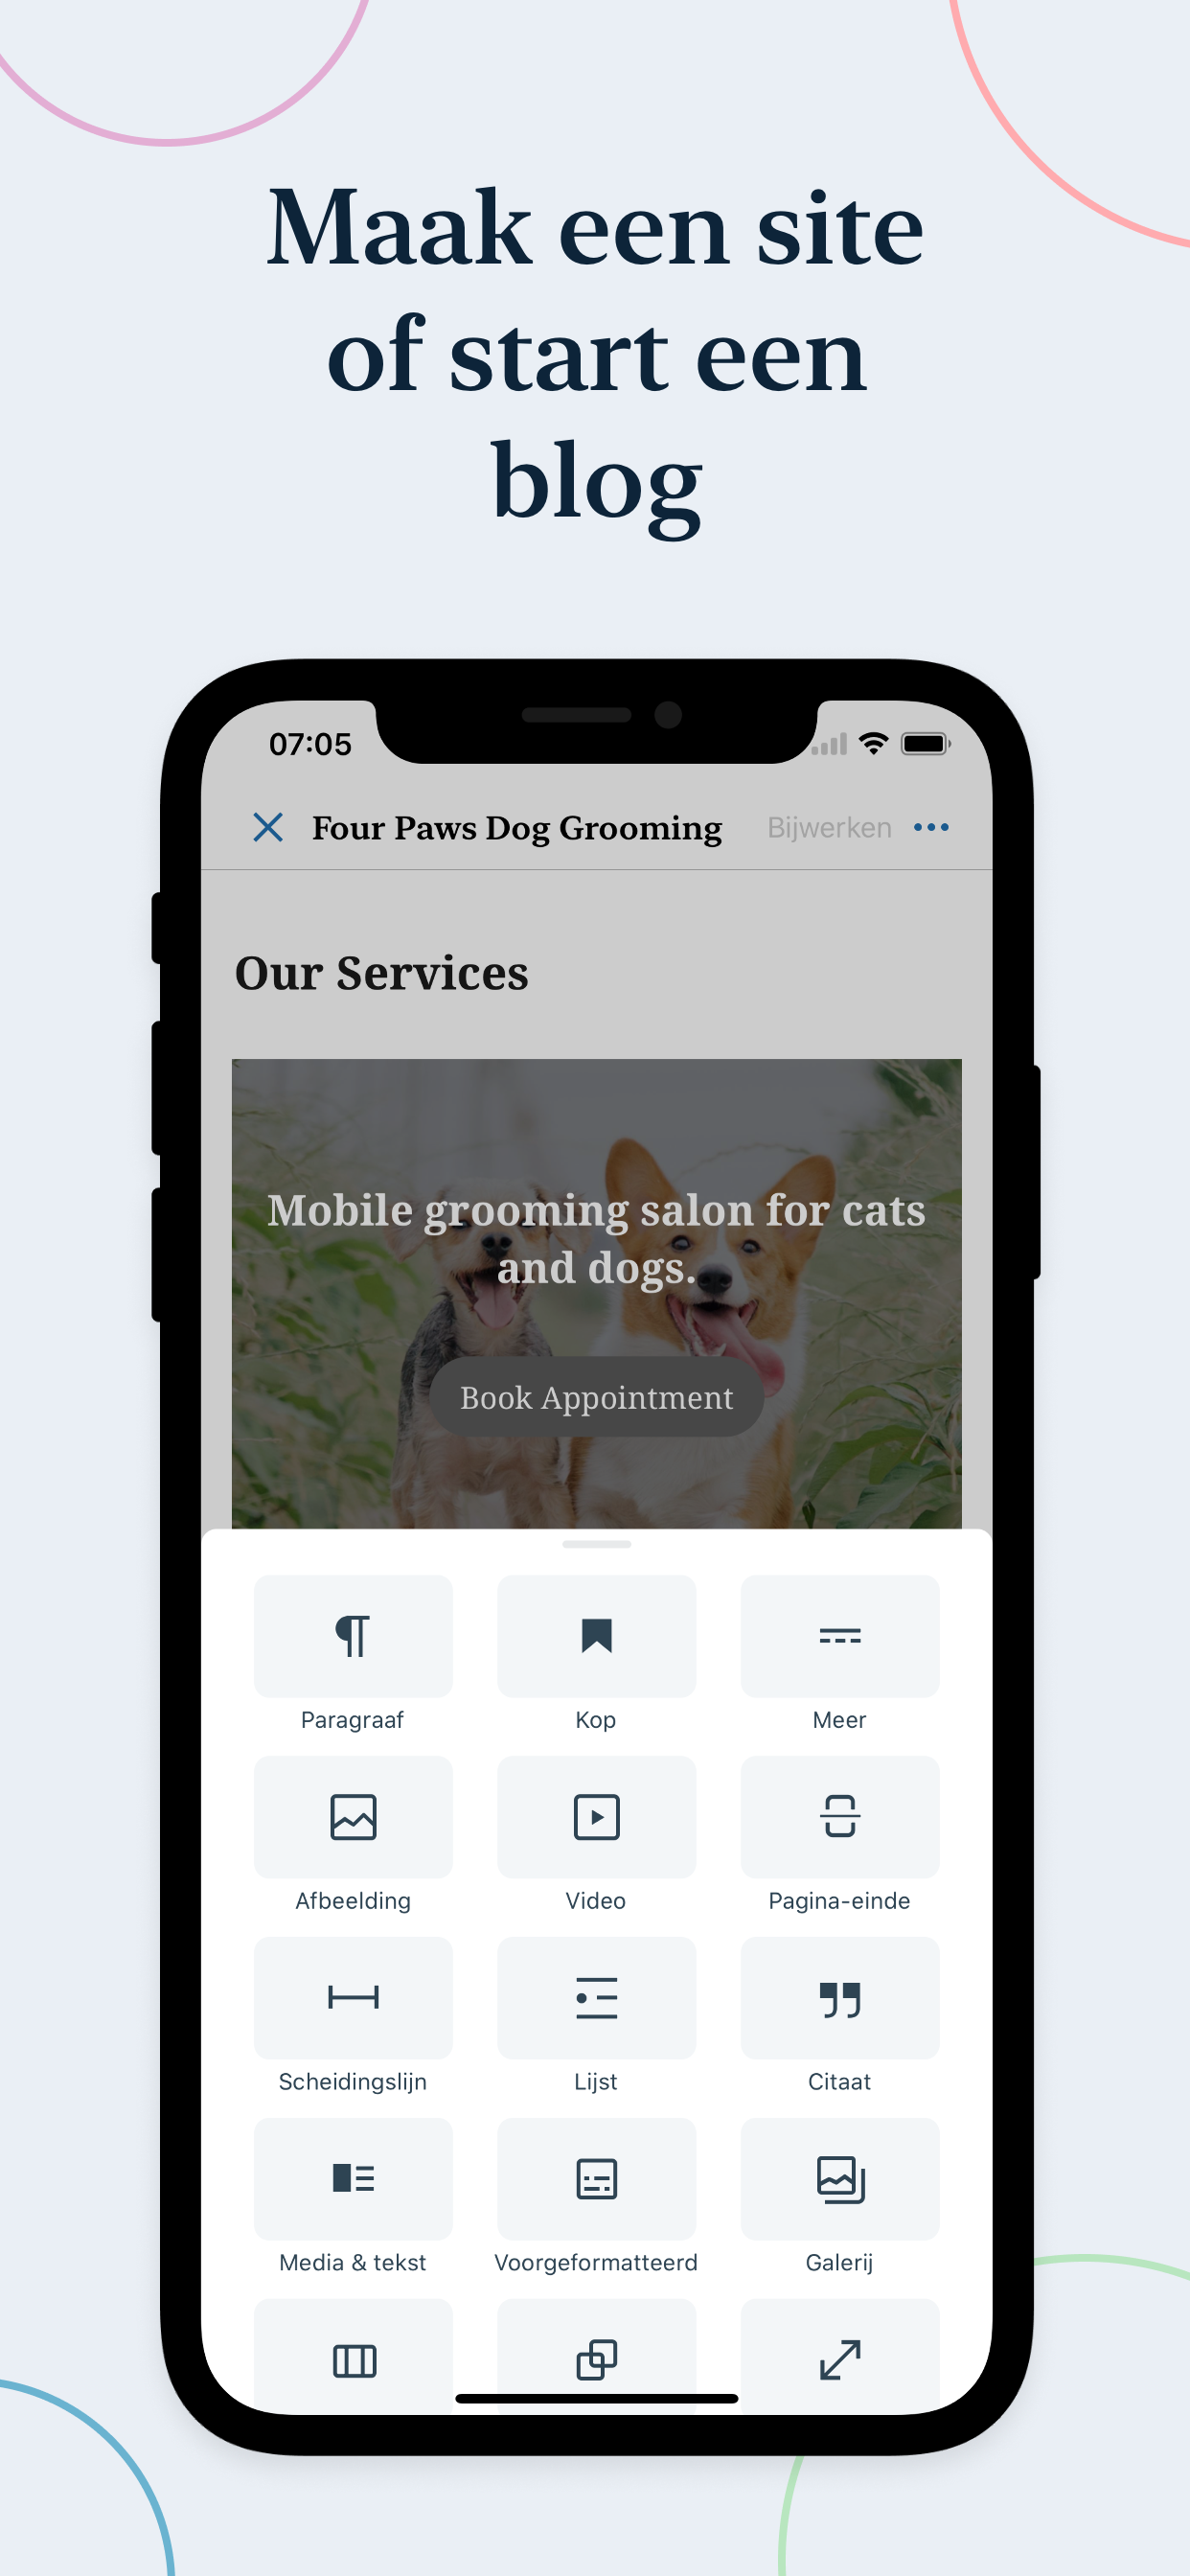 Maak een site
of start een
blog
07:05
Four Paws Dog Grooming
Bijwerken
Our Services
Mobile grooming salon for cats
and dogs.
Book Appointment
Paragraaf
Kop
Meer
Afbeelding
Video
Pagina-einde
Scheidingslijn
Lijst
Citaat
Media & tekst
Voorgeformatteerd
Galerij